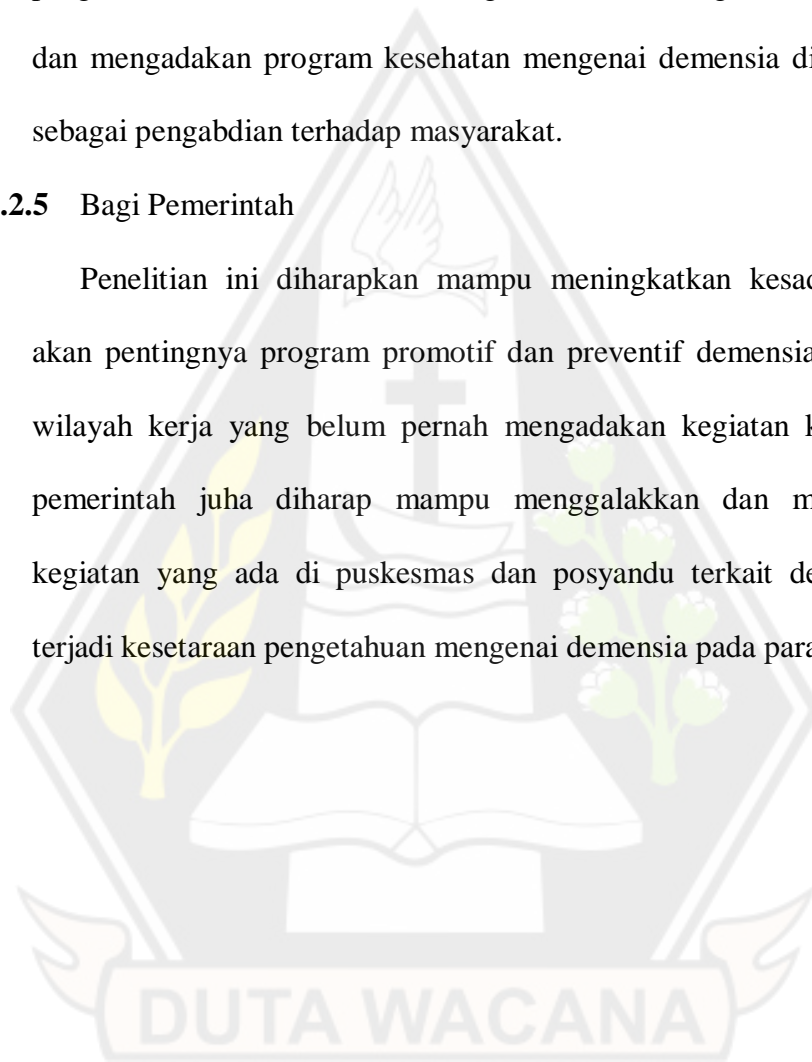 dan mengadakan program kesehatan mengenai demensia di
sebagai pengabdian terhadap masyarakat.
.2.5 Bagi Pemerintah
Penelitian ini diharapkan mampu meningkatkan
akan pentingnya program promotif dan preventif demensia
wilayah kerja yang belum pernah mengadakan kegiatan
pemerintah juha diharap mampu menggalakkan dan
kegiatan yang ada di puskesmas dan posyandu terkait
terjadi kesetaraan pengetahuan mengenai demensia pada para
DUTA WACANA